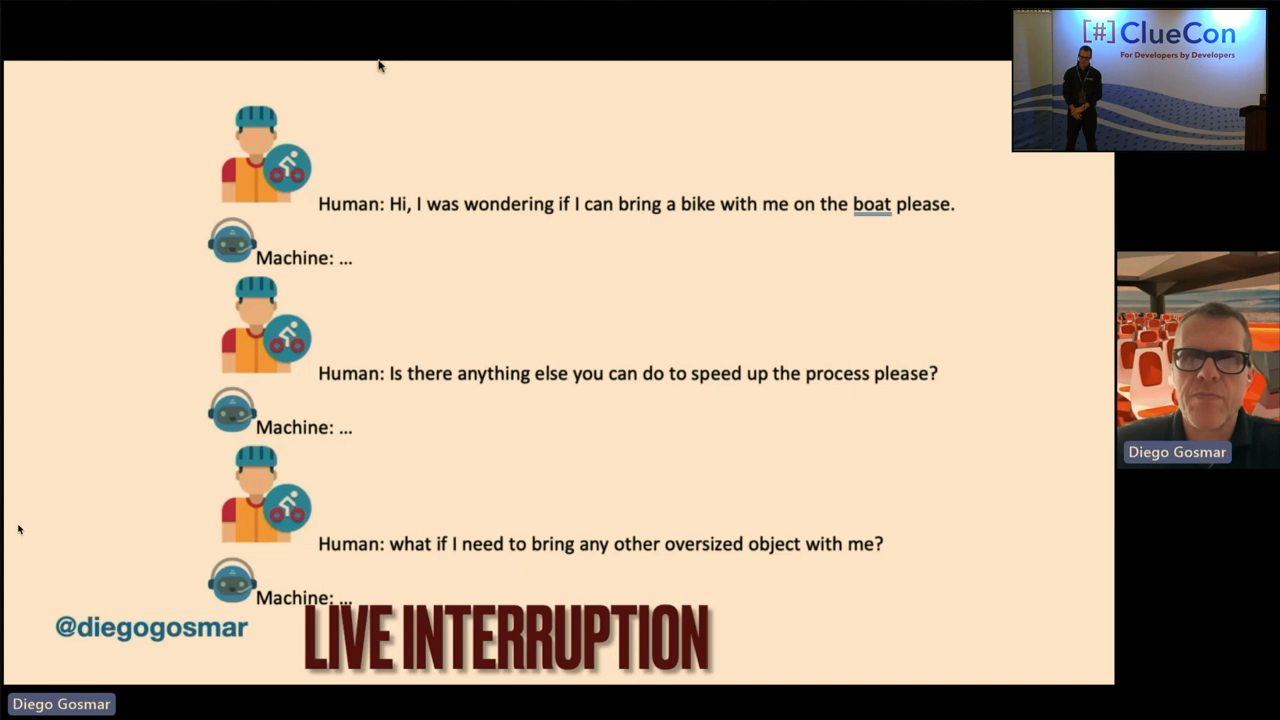 [#]ClueCon
For Developers by Developers
Human: Hi, I was wondering if I can bring a bike with me on the boat please.
Machine: ...
Human: Is there anything else you can do to speed up the process please?
Machine: ...
Human: what if I need to bring any other oversized object with me?
Machine: ...
@diegogosmar
LIVE INTERRUPTION
Diego Gosmar
Diego Gosmar